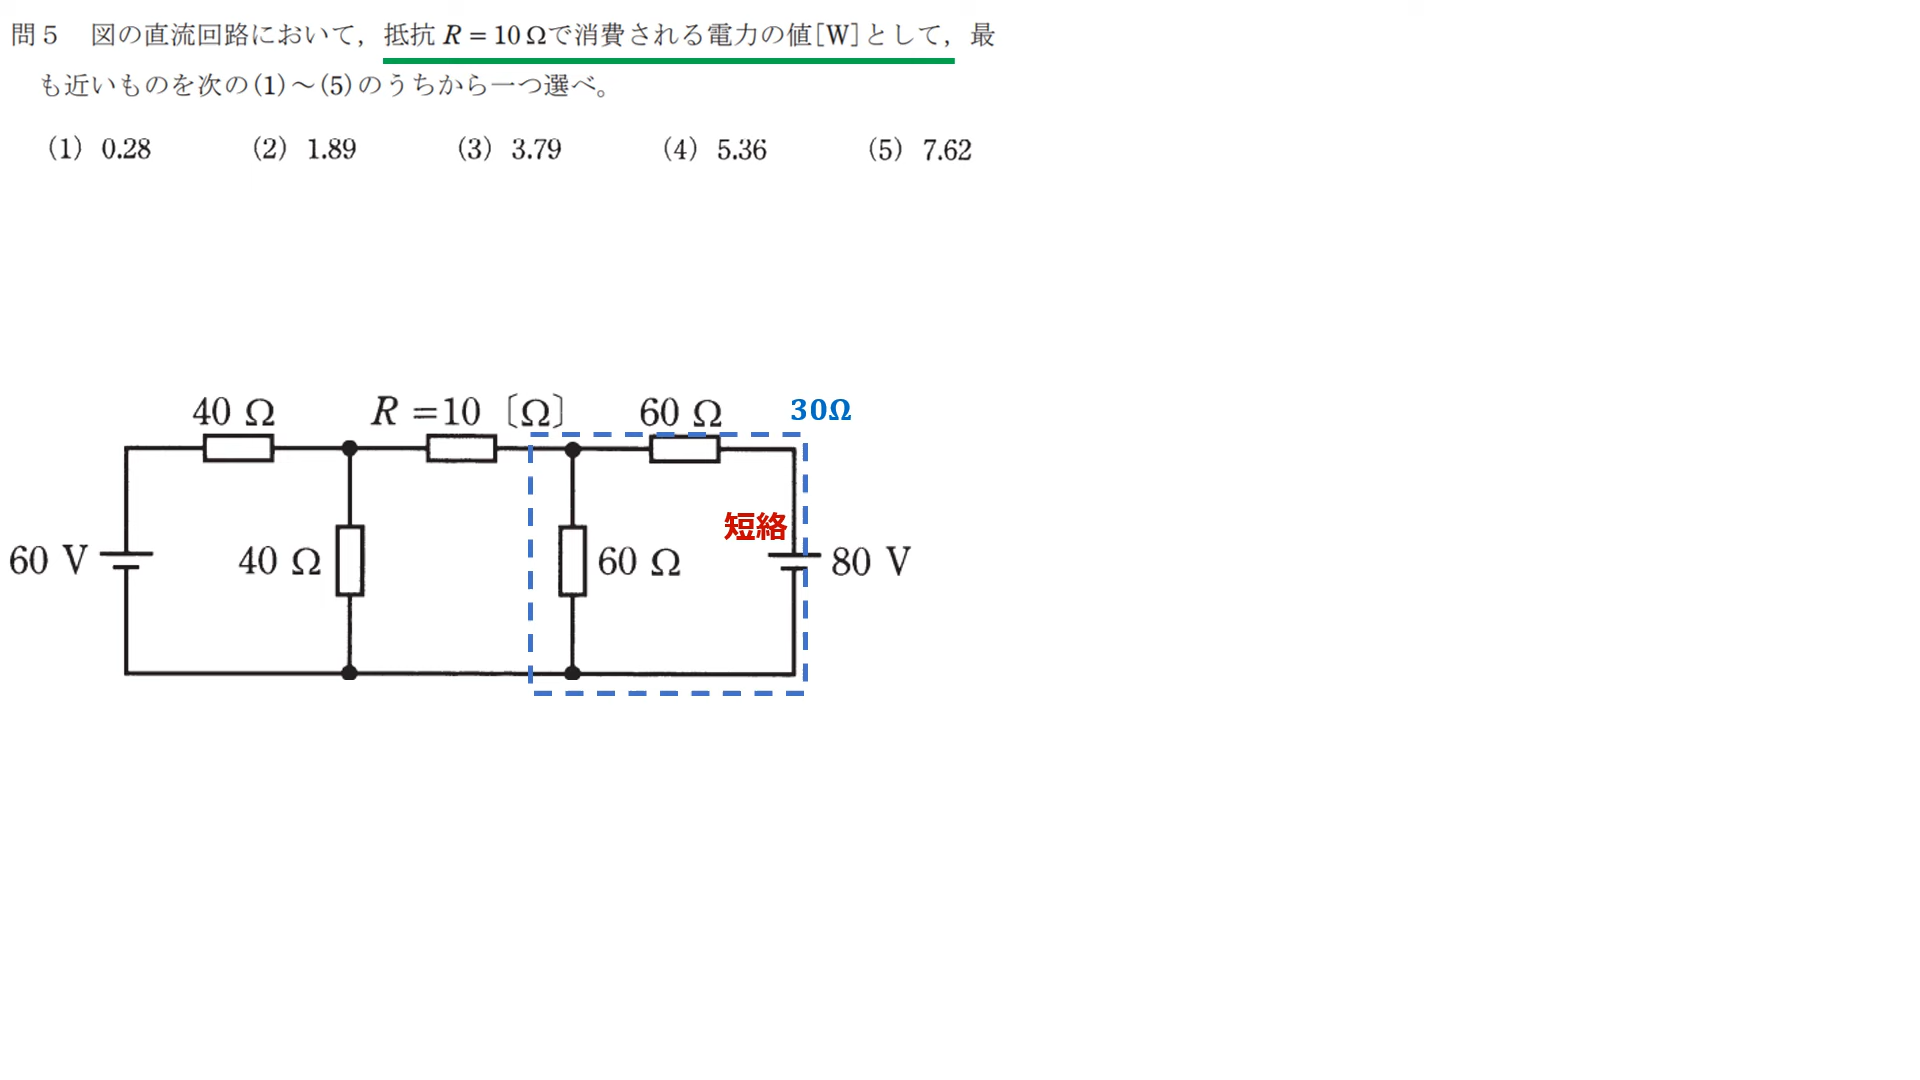 問5 図の直流回路において，抵抗 R = 10 Ωで消費される電力の値[W]として，最
も近いものを次の(1)～(5)のうちから一つ選べ。
(1) 0.28 (2) 1.89 (3) 3.79 (4) 5.36 (5) 7.62
40 Ω R =10 〔Ω〕 60 Ω 30Ω
短絡
60 V 40 Ω 60 Ω 80 V